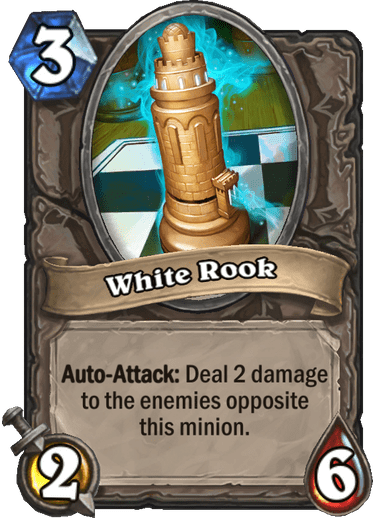 3
White Rook
Auto-Attack: Deal 2 damage
to the enemies opposite
this minion.
2
6